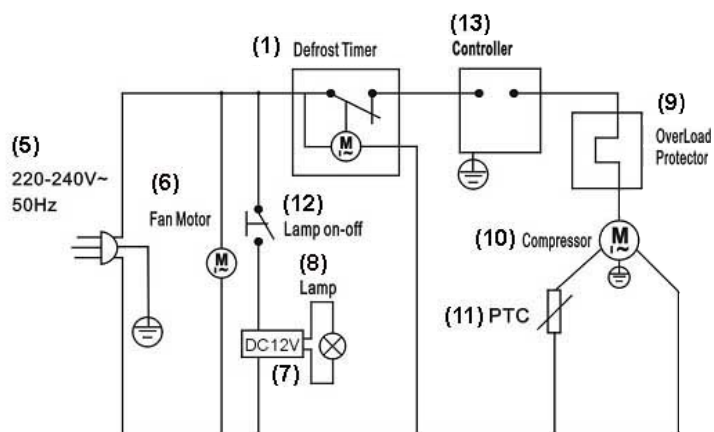 (1) Defrost Timer
(13)
Controller
(9)
OverLoad
Protector
(5)
220-240V~
50Hz
(6)
Fan Motor
(12)
Lamp on-off
(8)
Lamp
DC12V
(7)
(10) Compressor
(11) PTC
M
~
M
~
M
~